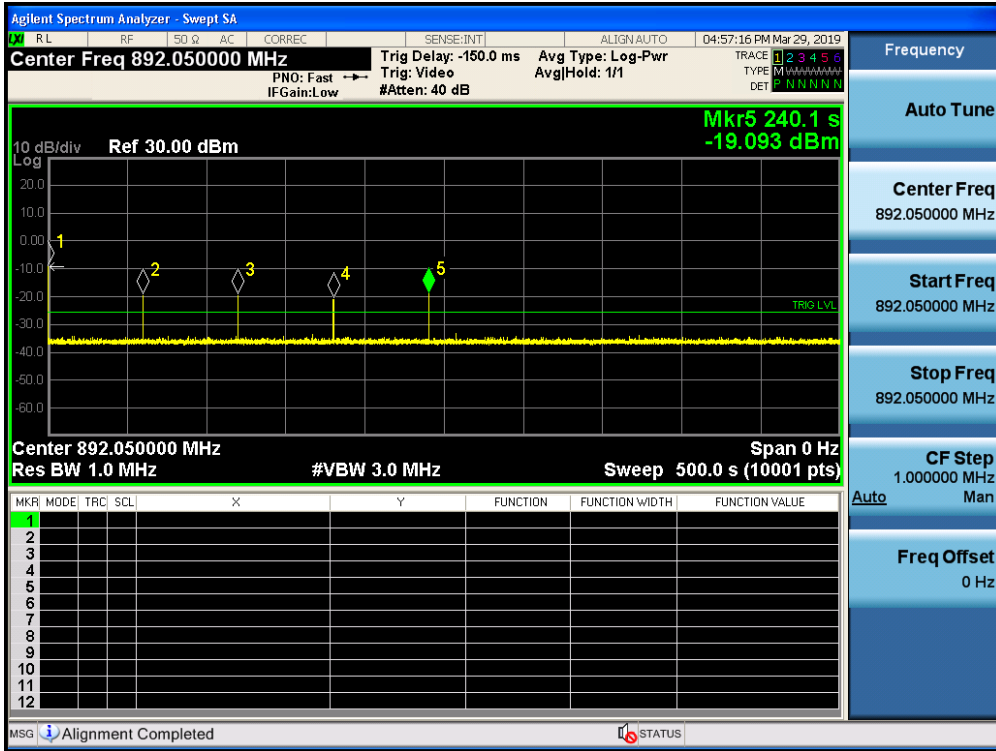 Agilent Spectrum Analyzer - Swept SA
LXI RL RF 50 Ω AC CORREC SENSE:INT ALIGN AUTO 04:57:16 PM Mar 29, 2019
Center Freq 892.050000 MHz
PNO: Fast
IFGain:Low
Trig Delay: -150.0 ms
Trig: Video
#Atten: 40 dB
Avg Type: Log-Pwr
Avg|Hold: 1/1
TRACE 1 2 3 4 5 6
TYPE M WWWWW
DET P N N N N N
Mkr5 240.1 s
-19.093 dBm
10 dB/div Ref 30.00 dBm
Log
20.0
10.0
0.00
-10.0
-20.0
-30.0
-40.0
-50.0
-60.0
1
2
3
4
5
TRIG LVL
Center 892.050000 MHz Span 0 Hz
Res BW 1.0 MHz #VBW 3.0 MHz Sweep 500.0 s (10001 pts)
MKR MODE TRC SCL X Y FUNCTION FUNCTION WIDTH FUNCTION VALUE
1
2
3
4
5
6
7
8
9
10
11
12
MSG Alignment Completed STATUS
Frequency
Auto Tune
Center Freq
892.050000 MHz
Start Freq
892.050000 MHz
Stop Freq
892.050000 MHz
CF Step
1.000000 MHz
Auto Man
Freq Offset
0 Hz